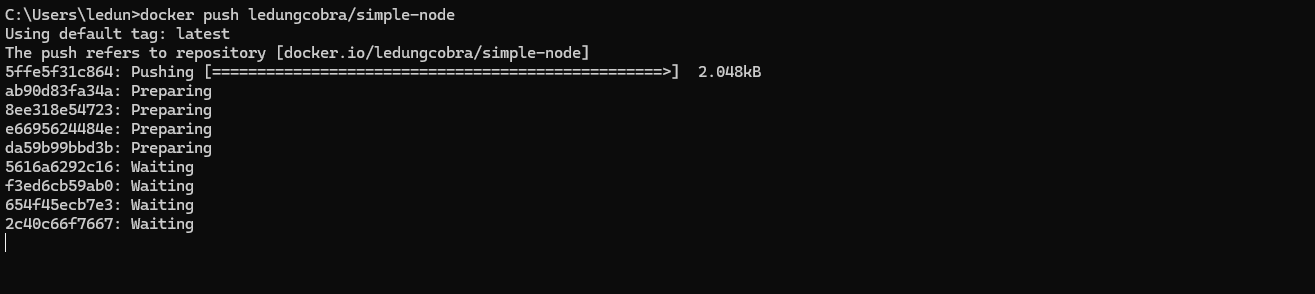 C:\Users\ledun>docker push ledungcobra/simple-node
Using default tag: latest
The push refers to repository [docker.io/ledungcobra/simple-node]
5ffe5f31c864: Pushing [==================================================>]  2.048kB
ab90d83fa34a: Preparing
8ee318e54723: Preparing
e6695624484e: Preparing
da59b99bbd3b: Preparing
5616a6292c16: Waiting
f3ed6cb59ab0: Waiting
654f45ecb7e3: Waiting
2c40c66f7667: Waiting